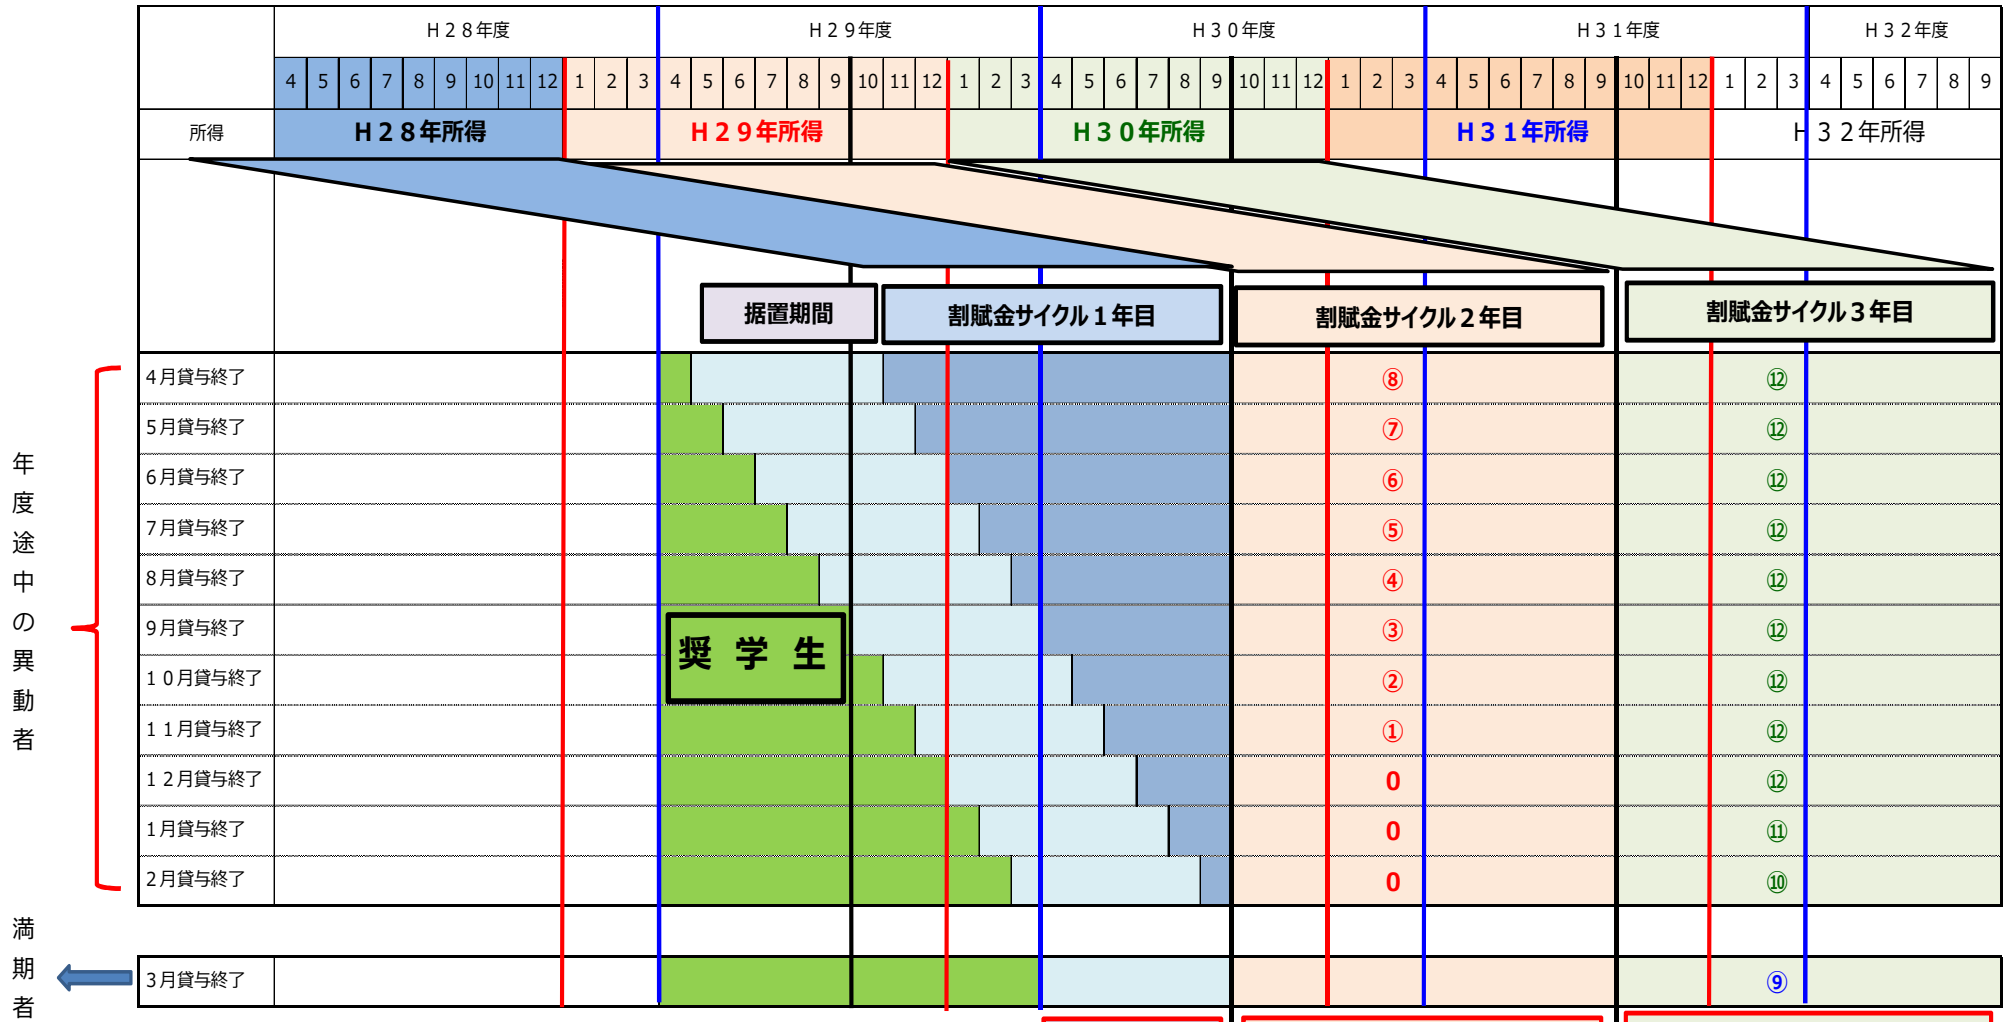 Ｈ２８年度 Ｈ２９年度 Ｈ３０年度 Ｈ３１年度 Ｈ３２年度
4 5 6 7 8 9 10 11 12 1 2 3 4 5 6 7 8 9 10 11 12 1 2 3 4 5 6 7 8 9 10 11 12 1 2 3 4 5 6 7 8 9 10 11 12 1 2 3 4 5 6 7 8 9
所得 Ｈ２８年所得 Ｈ２９年所得 Ｈ３０年所得 Ｈ３１年所得 Ｈ３２年所得
据置期間 割賦金サイクル１年目 割賦金サイクル２年目 割賦金サイクル３年目
年度途中の異動者
４月貸与終了 ⑧ ⑫
５月貸与終了 ⑦ ⑫
６月貸与終了 ⑥ ⑫
７月貸与終了 ⑤ ⑫
８月貸与終了 ④ ⑫
９月貸与終了 ③ ⑫
奨学生
１０月貸与終了 ② ⑫
１１月貸与終了 ① ⑫
１２月貸与終了 0 ⑫
１月貸与終了 0 ⑪
２月貸与終了 0 ⑩
満期者
３月貸与終了 ⑨